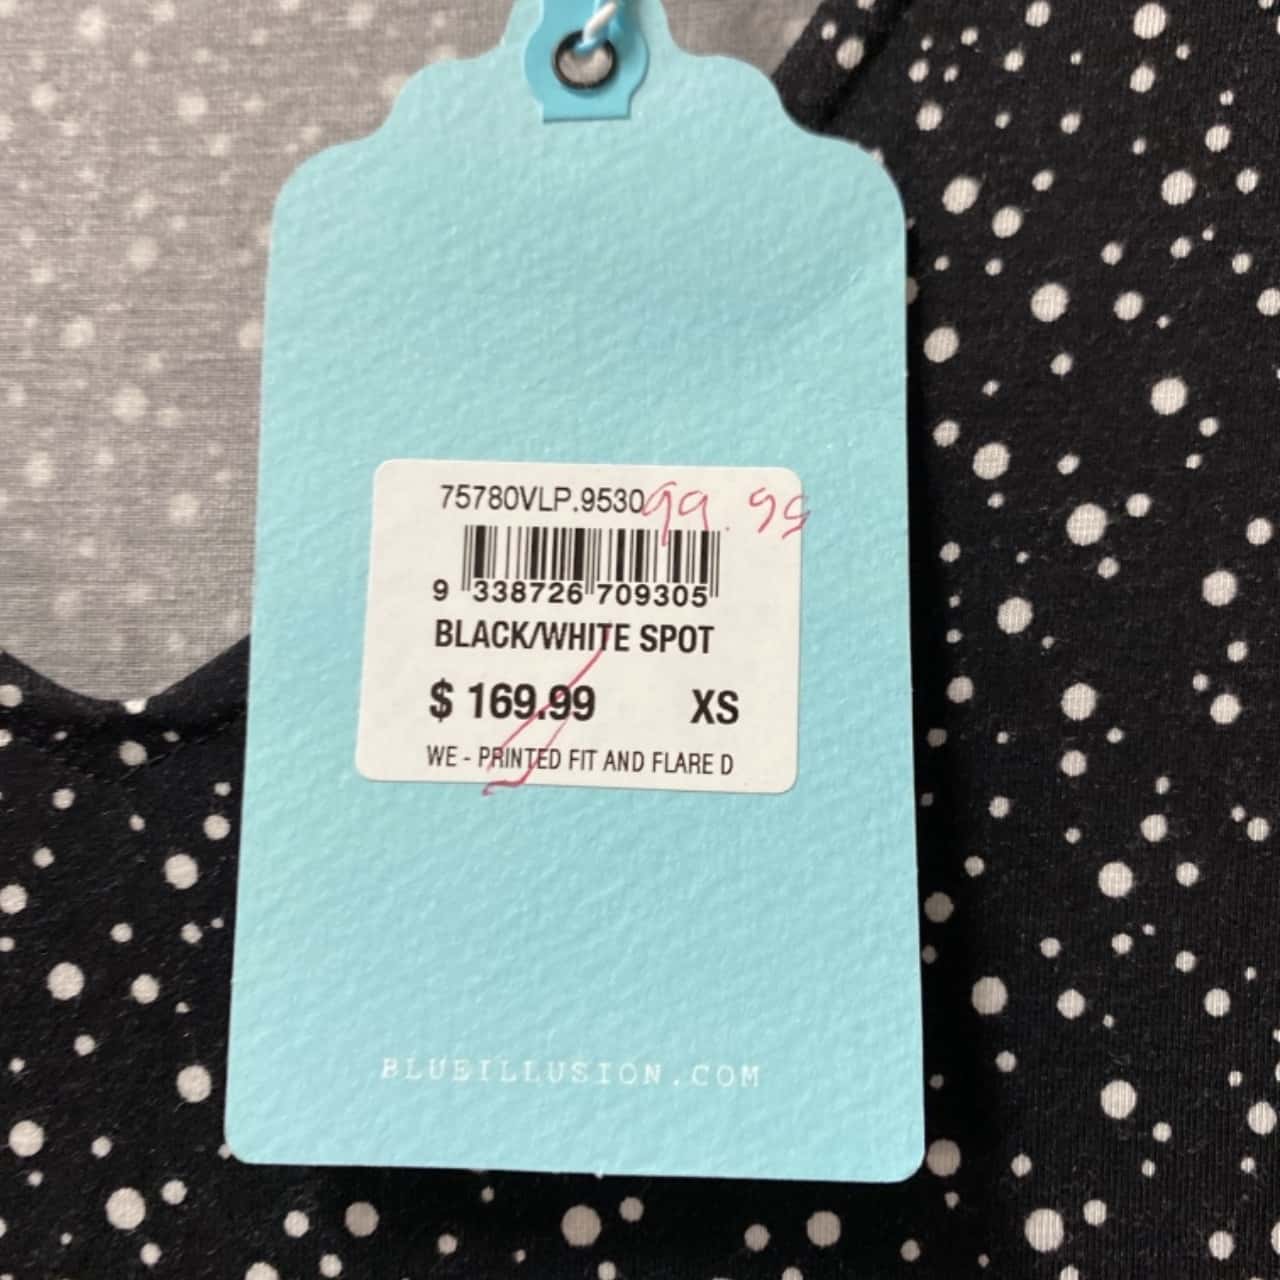 75780VLP.9530 99.95
9 338726 709305
BLACK/WHITE SPOT
$ 169.99 XS
WE - PRINTED FIT AND FLARE D
BLUEILLUSION.COM